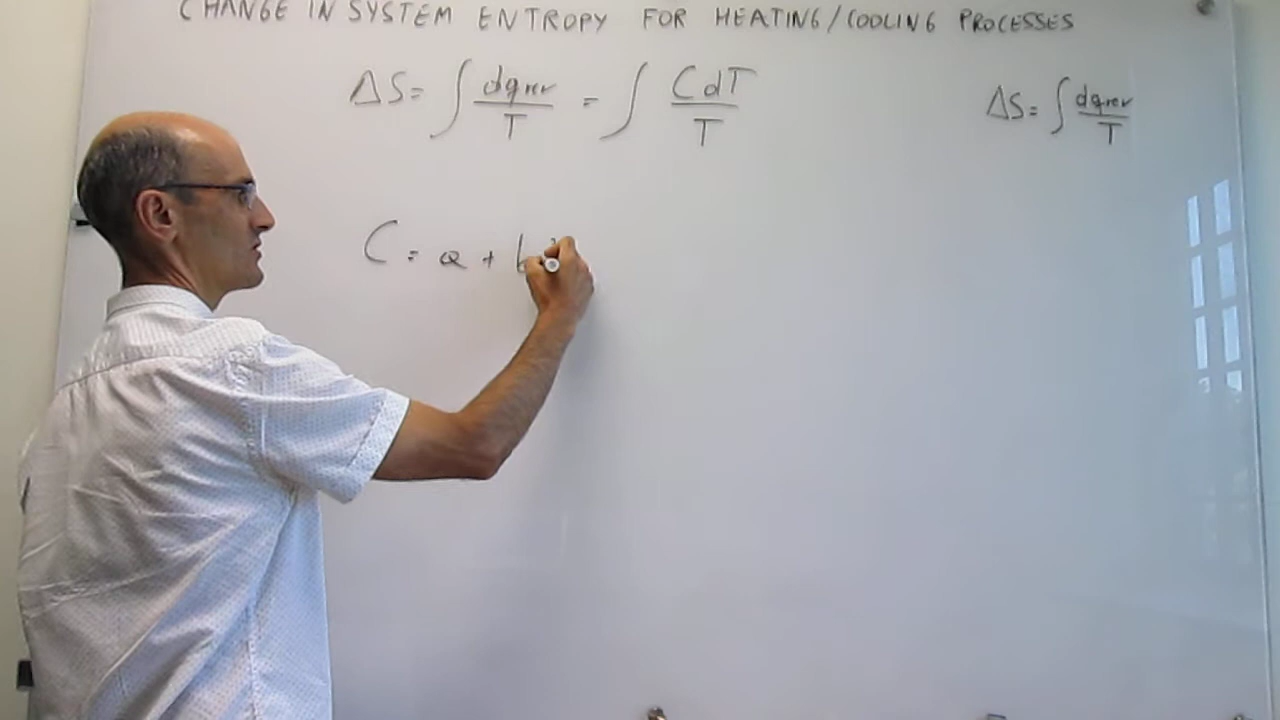 CHANGE IN SYSTEM ENTROPY FOR HEATING/COOLING PROCESSES
ΔS = ∫ dqrev/T = ∫ CdT/T
ΔS = ∫ dqrev/T
C = a + b